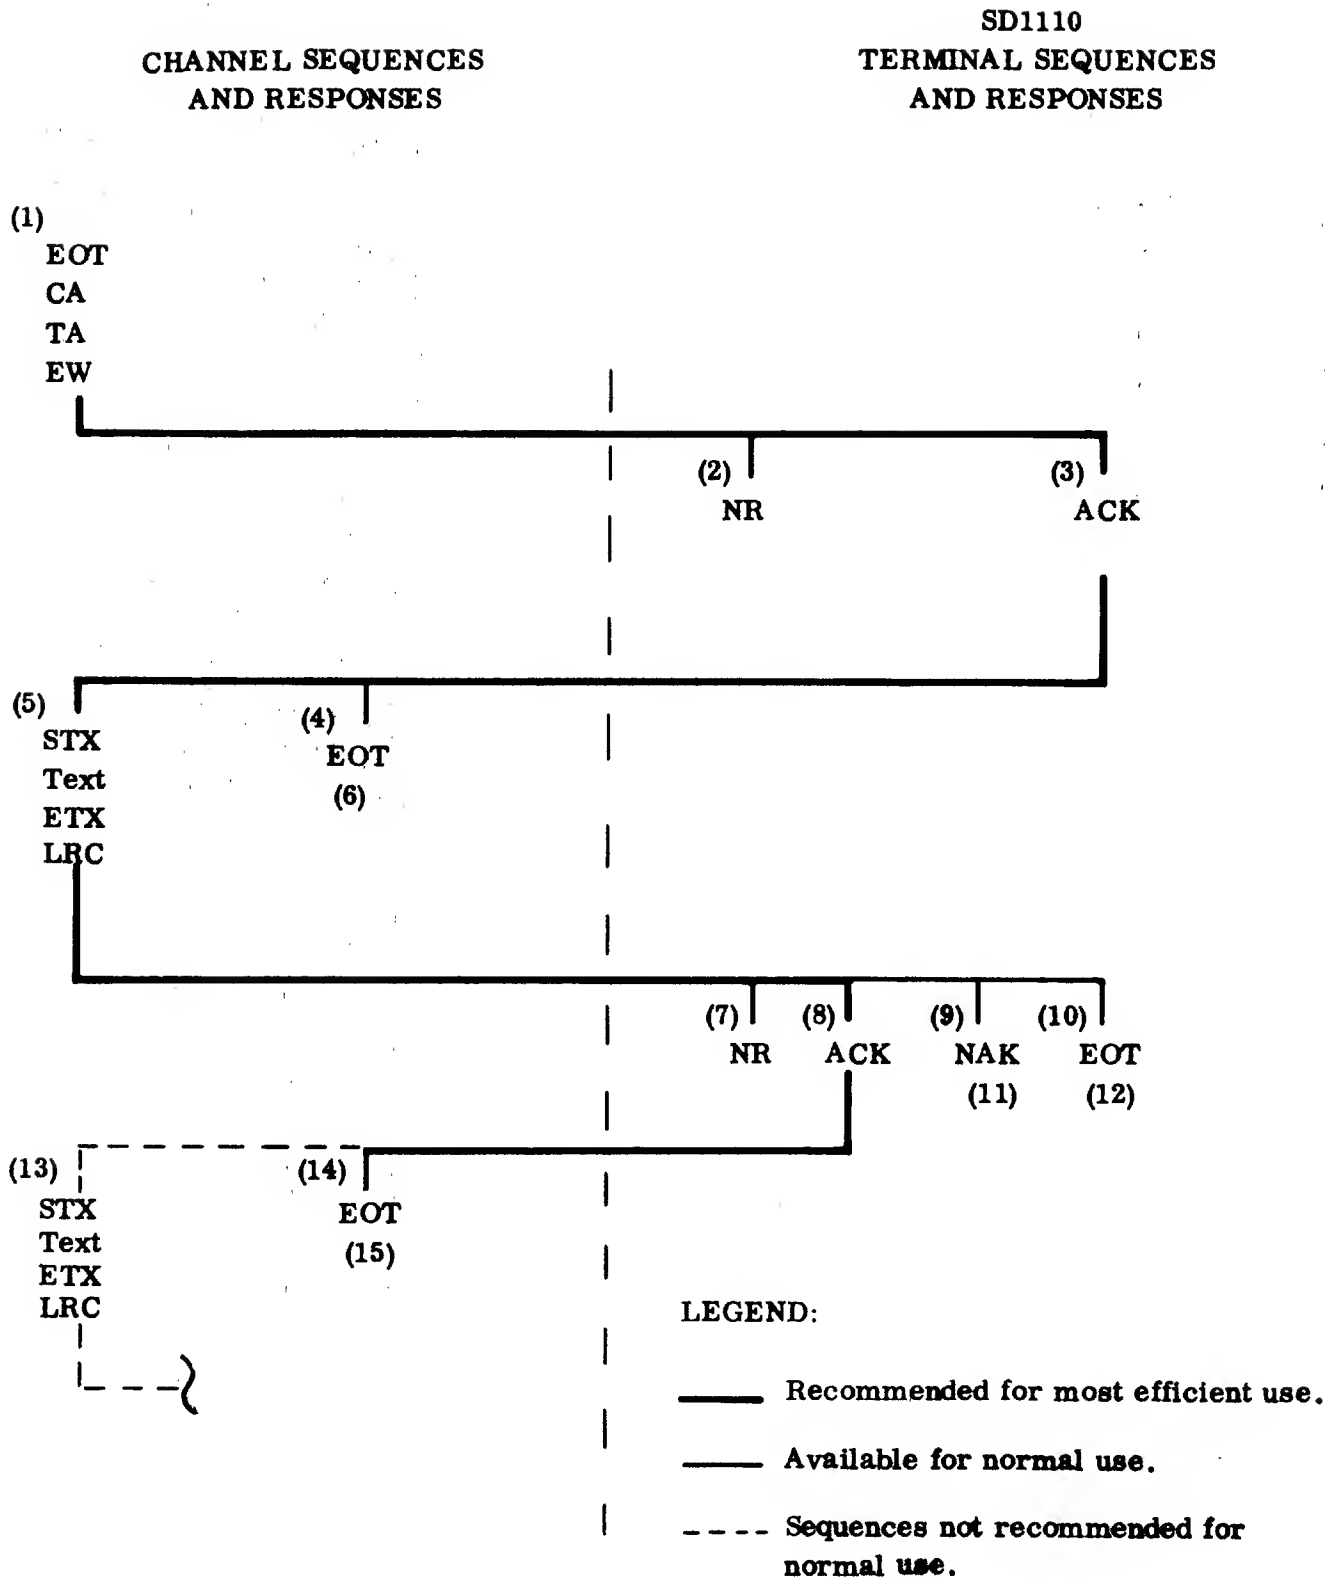 CHANNEL SEQUENCES
AND RESPONSES
SD1110
TERMINAL SEQUENCES
AND RESPONSES
(1)
EOT
CA
TA
EW
(2)
NR
(3)
ACK
(5)
STX
Text
ETX
LRC
(4)
EOT
(6)
(7)
NR
(8)
ACK
(9)
NAK
(11)
(10)
EOT
(12)
(13)
STX
Text
ETX
LRC
(14)
EOT
(15)
LEGEND:
Recommended for most efficient use.
Available for normal use.
Sequences not recommended for
normal use.